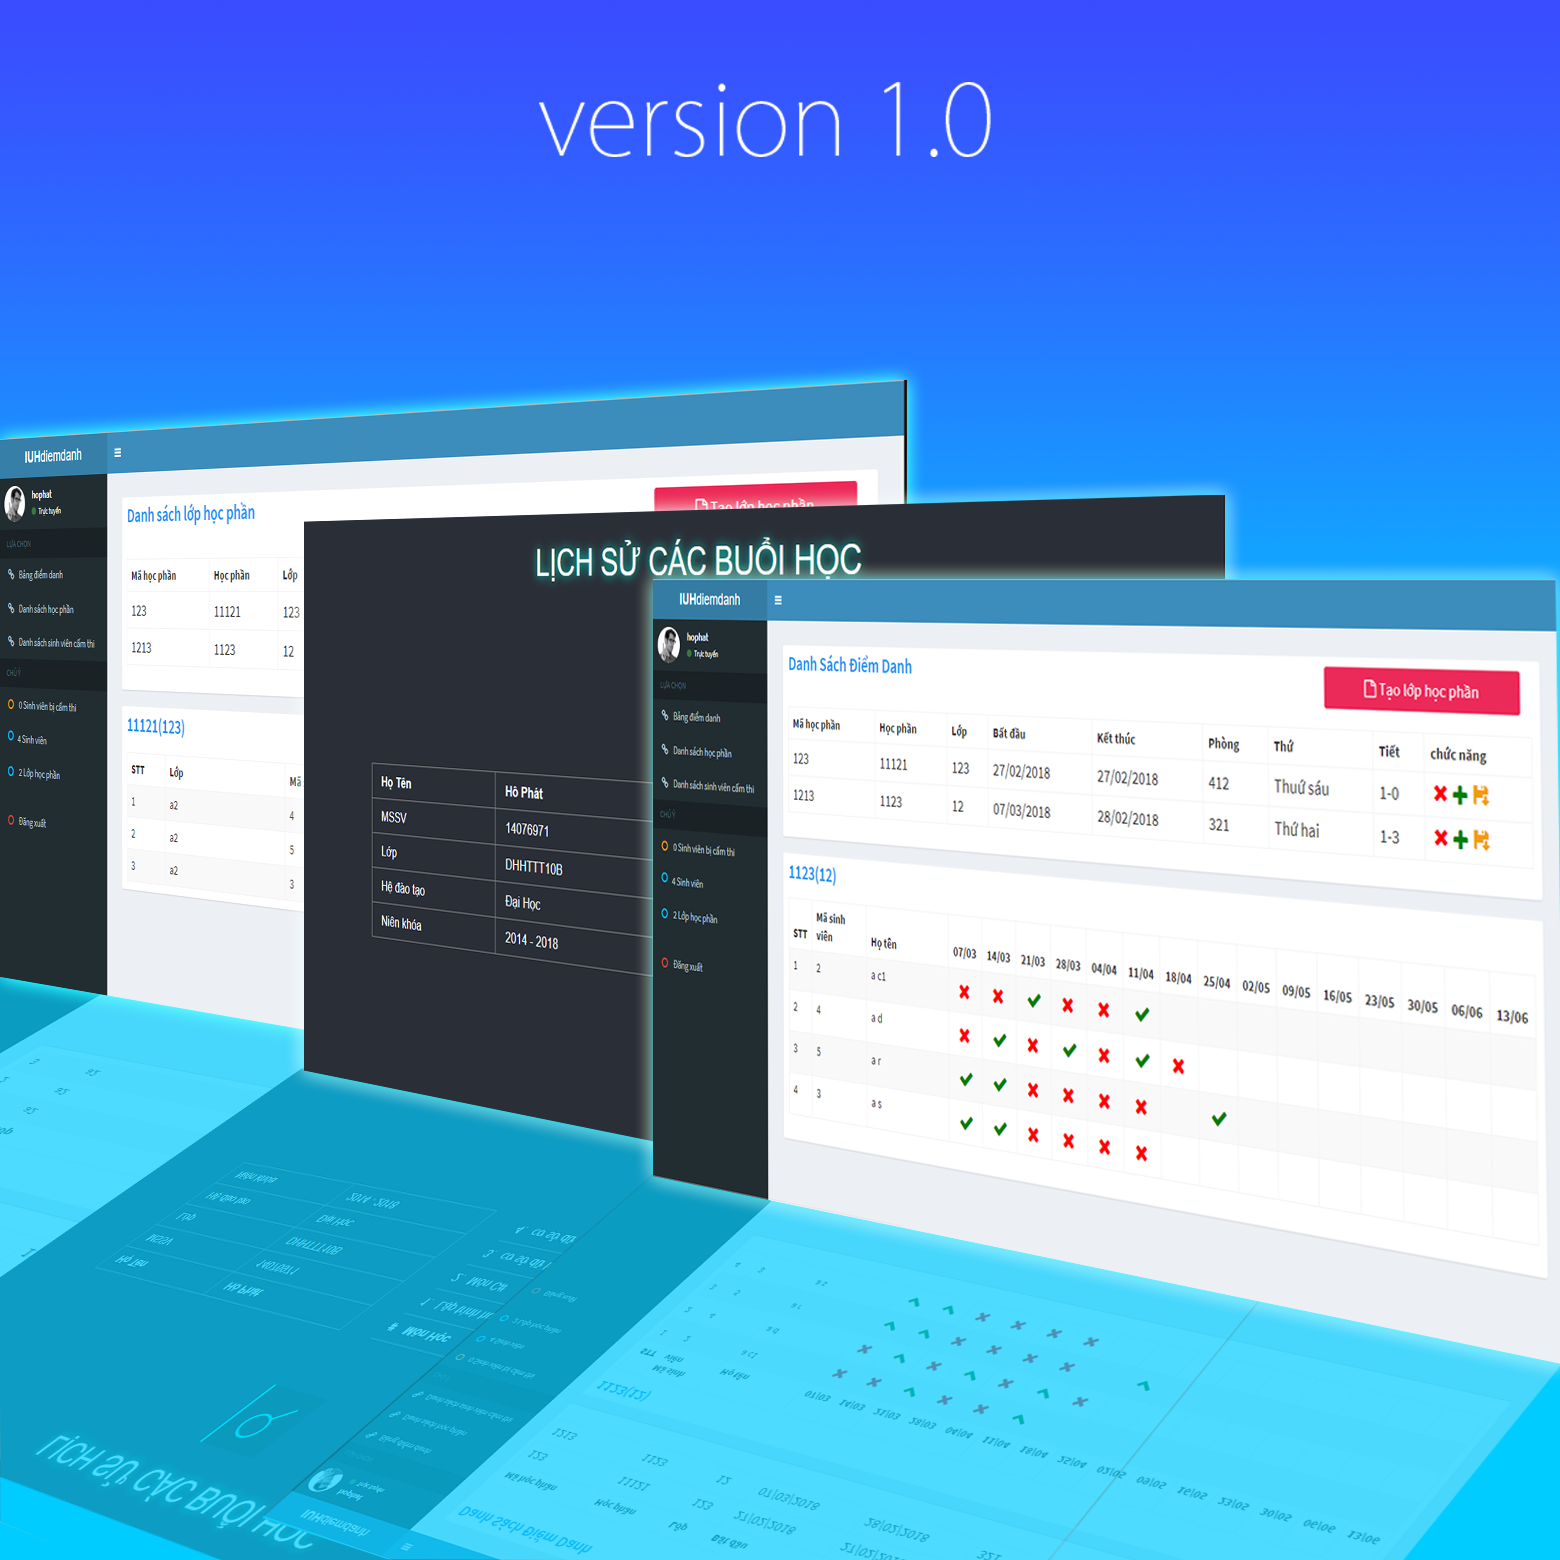 version 1.0
IUHdiemdanh
hophat
Trực tuyến
LỰA CHỌN
Bảng điểm danh
Danh sách học phần
Danh sách sinh viên cấm thi
CHÚ Ý
0 Sinh viên bị cấm thi
4 Sinh viên
2 Lớp học phần
Đăng xuất
Danh sách lớp học phần
Tạo lớp học phần
Mã học phần Học phần Lớp
123 11121 123
1213 1123 12
11121(123)
STT Lớp Mã
1 a2 4
2 a2 5
3 a2 3
LỊCH SỬ CÁC BUỔI HỌC
Họ Tên Hồ Phát
MSSV 14076971
Lớp DHHTTT10B
Hệ đào tạo Đại Học
Niên khóa 2014 - 2018
IUHdiemdanh
hophat
Trực tuyến
LỰA CHỌN
Bảng điểm danh
Danh sách học phần
Danh sách sinh viên cấm thi
CHÚ Ý
0 Sinh viên bị cấm thi
4 Sinh viên
2 Lớp học phần
Đăng xuất
Danh Sách Điểm Danh
Tạo lớp học phần
Mã học phần Học phần Lớp Bắt đầu Kết thúc Phòng Thứ Tiết chức năng
123 11121 123 27/02/2018 27/02/2018 412 Thuứ sáu 1-0
1213 1123 12 07/03/2018 28/02/2018 321 Thứ hai 1-3
1123(12)
STT Mã sinh viên Họ tên 07/03 14/03 21/03 28/03 04/04 11/04 18/04 25/04 02/05 09/05 16/05 23/05 30/05 06/06 13/06
1 2 a c1
2 4 a d
3 5 a r
4 3 a s